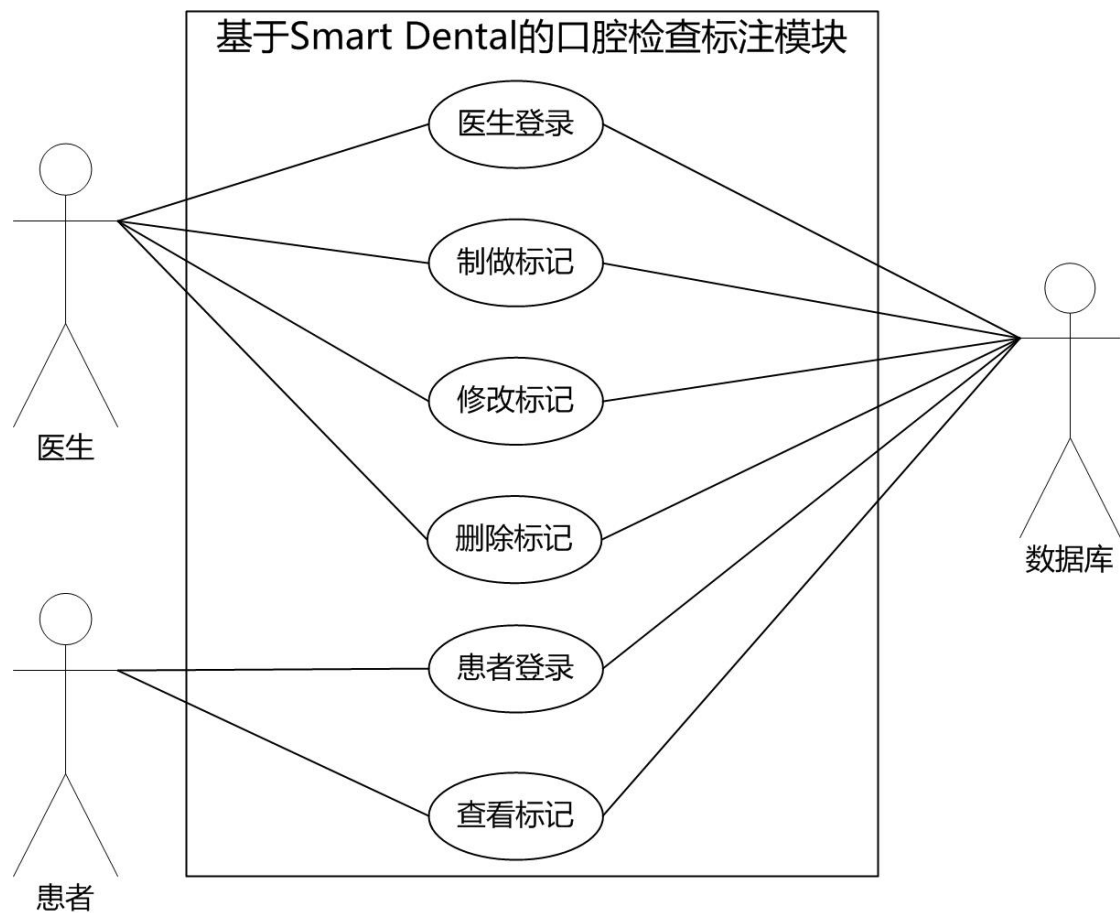 基于Smart Dental的口腔检查标注模块
医生登录
制做标记
修改标记
医生
删除标记
数据库
患者登录
查看标记
患者